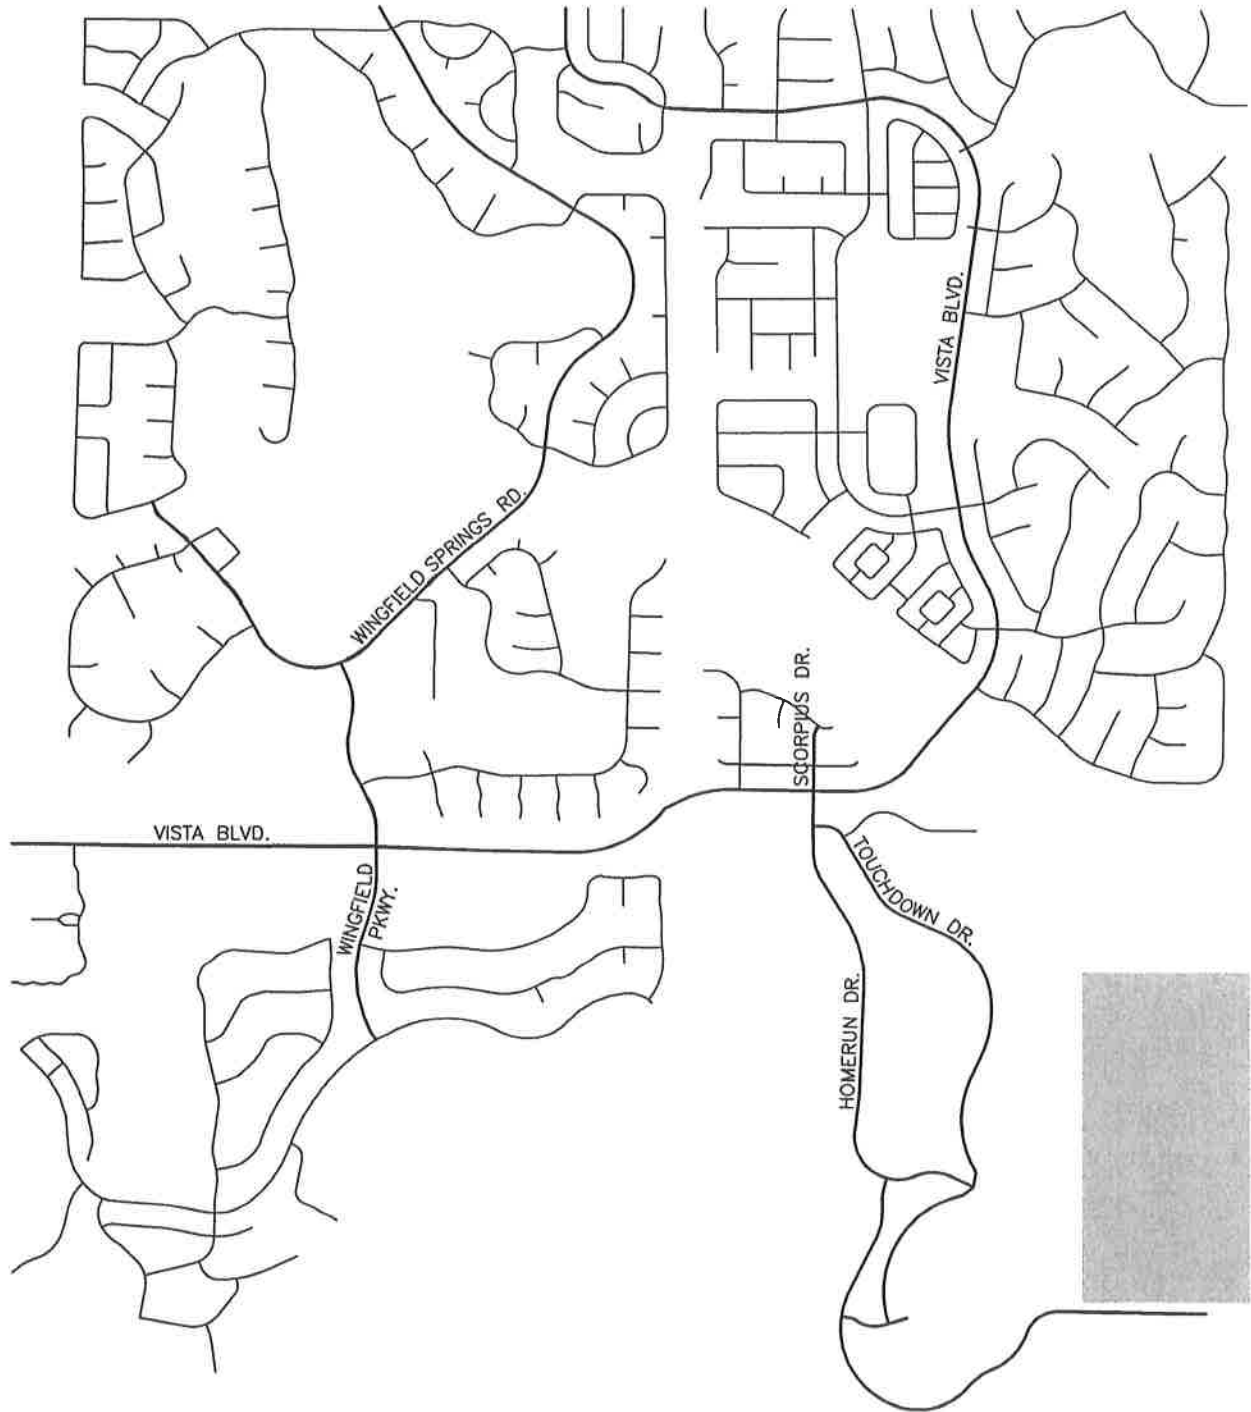 VISTA BLVD.
WINGFIELD SPRINGS RD.
SCORPIUS DR.
VISTA BLVD.
WINGFIELD
PKWY.
TOUCHDOWN DR.
HOMERUN DR.